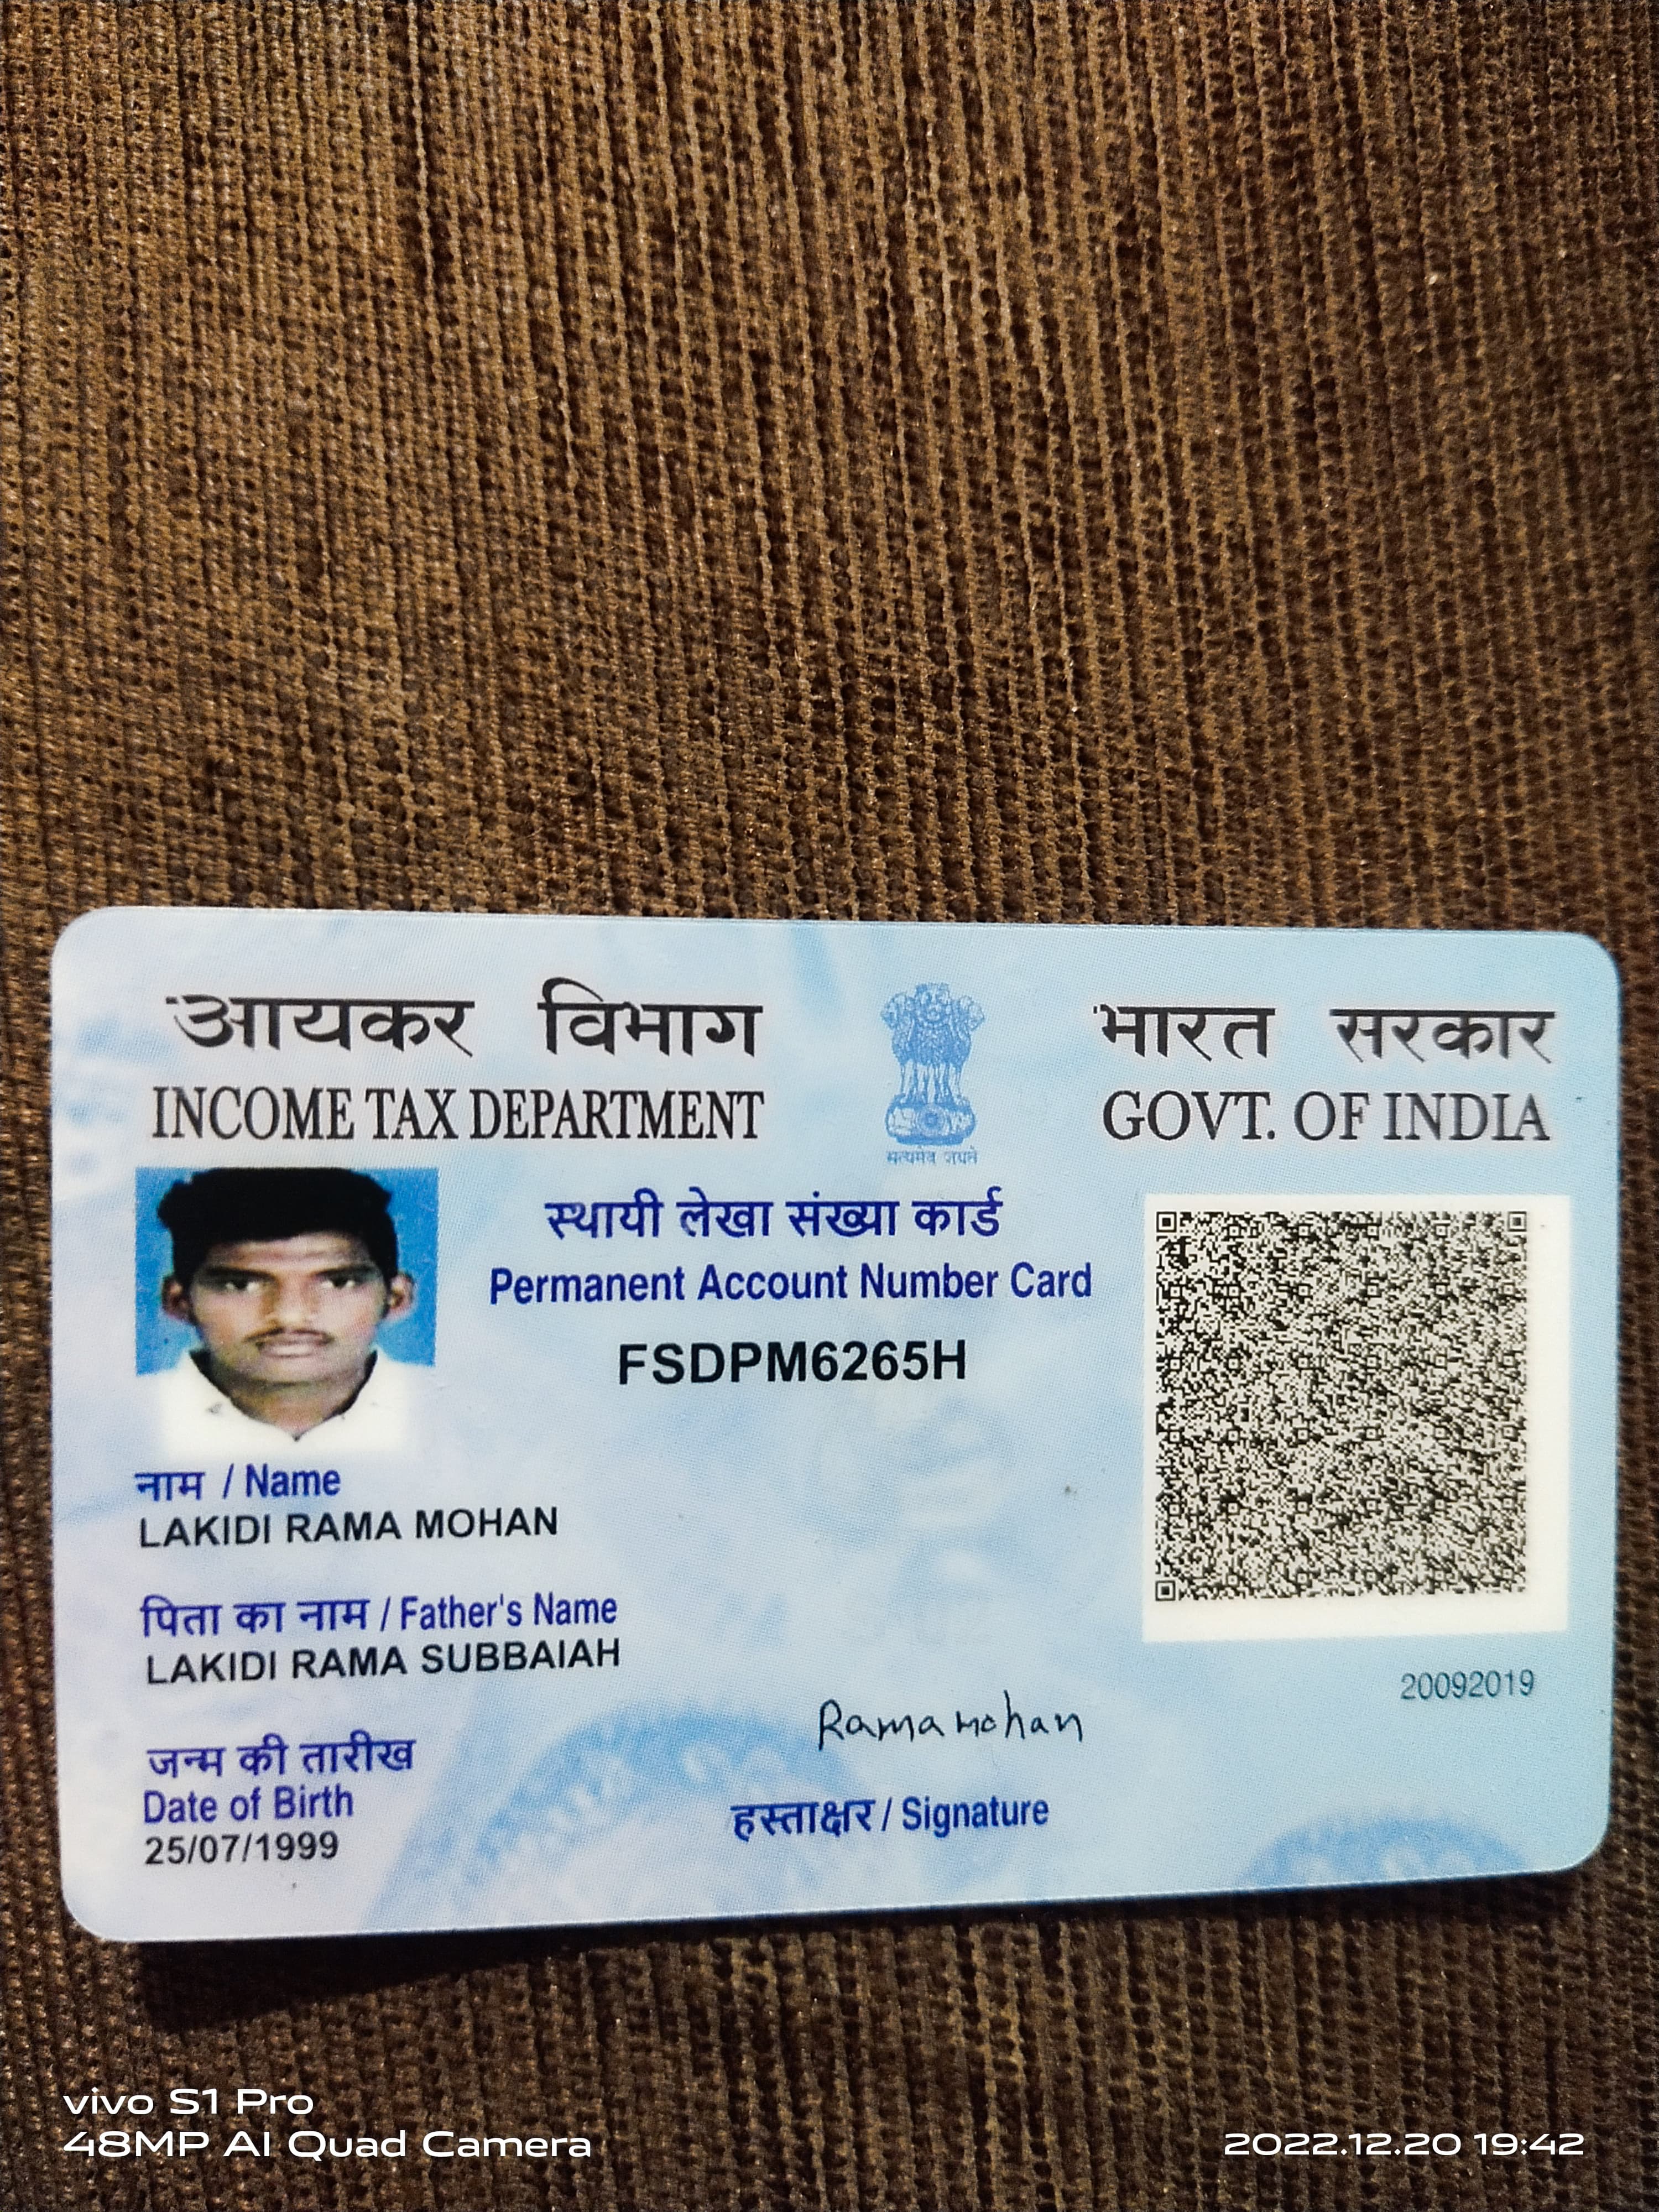 आयकर विभाग
INCOME TAX DEPARTMENT
सत्यमेव जयते
भारत सरकार
GOVT. OF INDIA
स्थायी लेखा संख्या कार्ड
Permanent Account Number Card
FSDPM6265H
नाम / Name
LAKIDI RAMA MOHAN
पिता का नाम / Father's Name
LAKIDI RAMA SUBBAIAH
जन्म की तारीख
Date of Birth
25/07/1999
Ramamohan
हस्ताक्षर / Signature
20092019
vivo S1 Pro
48MP AI Quad Camera
2022.12.20 19:42